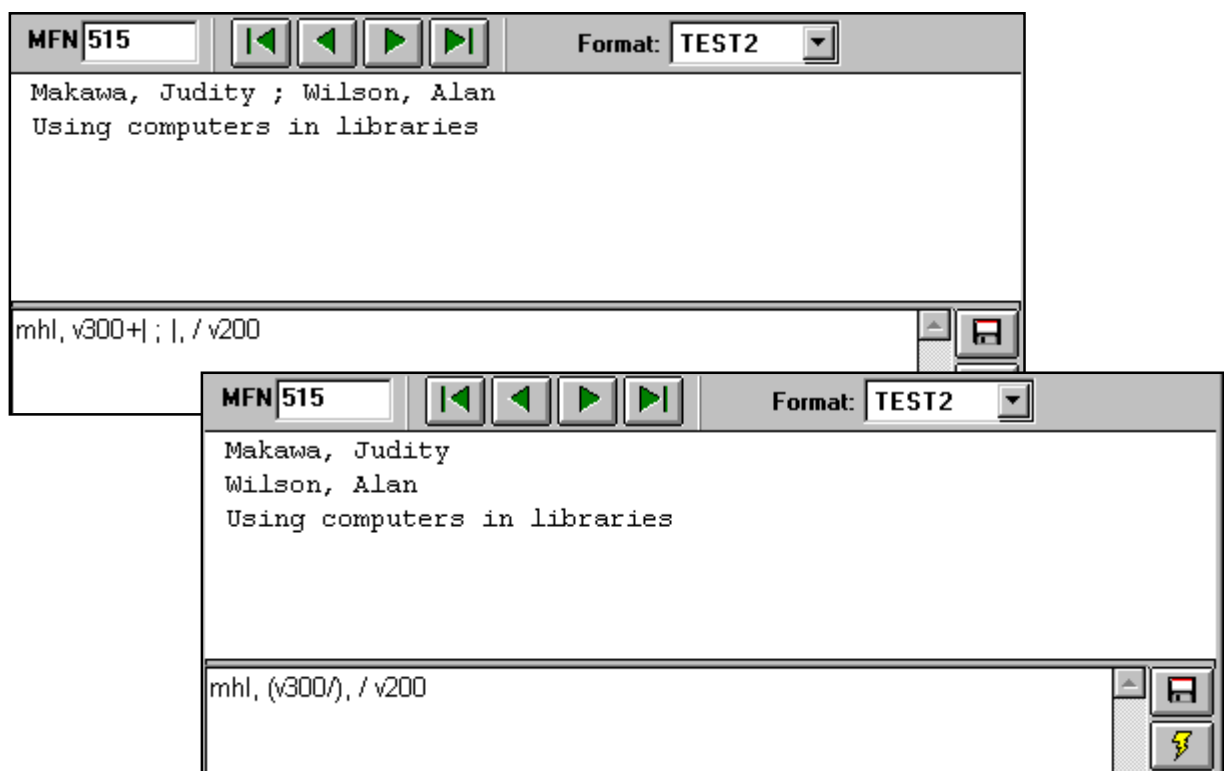 MFN 515 Format: TEST2
Makawa, Judity ; Wilson, Alan
Using computers in libraries
mhl, v300+| ; |, / v200
MFN 515 Format: TEST2
Makawa, Judity
Wilson, Alan
Using computers in libraries
mhl, (v300/), / v200